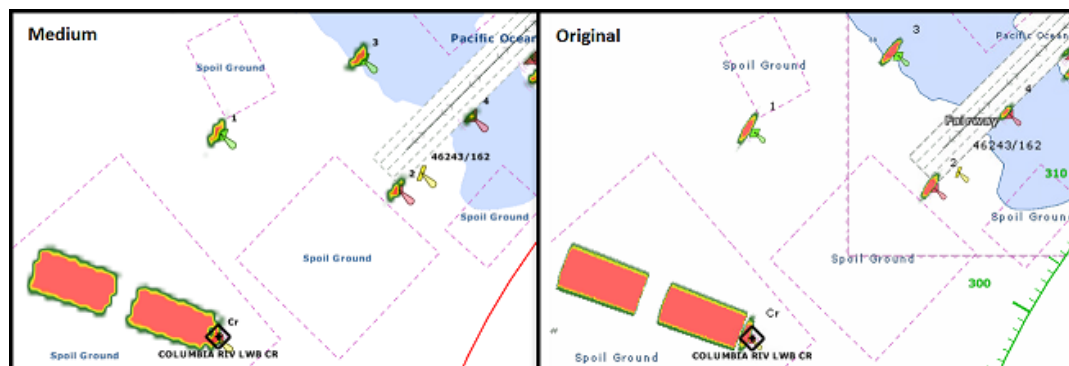 Medium
3
Pacific Ocean
Spoil Ground
4
1
46243/162
2
Spoil Ground
Spoil Ground
Cr
Spoil Ground
COLUMBIA RIV LWB CR
Original
3
Pacific Ocean
Spoil Ground
4
1
Fairway
46243/162
2
310
Spoil Ground
Spoil Ground
300
Cr
Spoil Ground
COLUMBIA RIV LWB CR